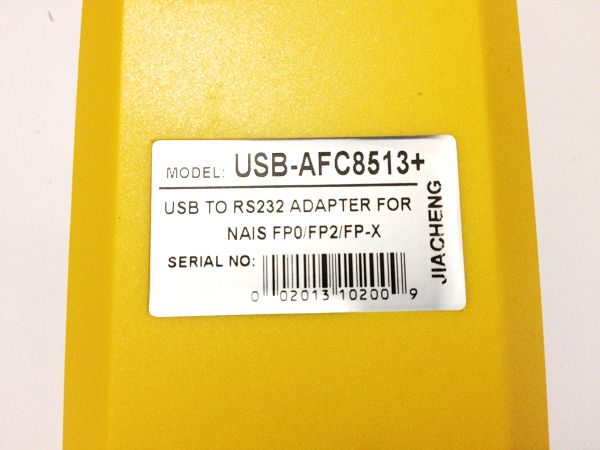 MODEL: USB-AFC8513+
USB TO RS232 ADAPTER FOR
NAIS FP0/FP2/FP-X
SERIAL NO:
0 02013 10200 9
JIACHENG